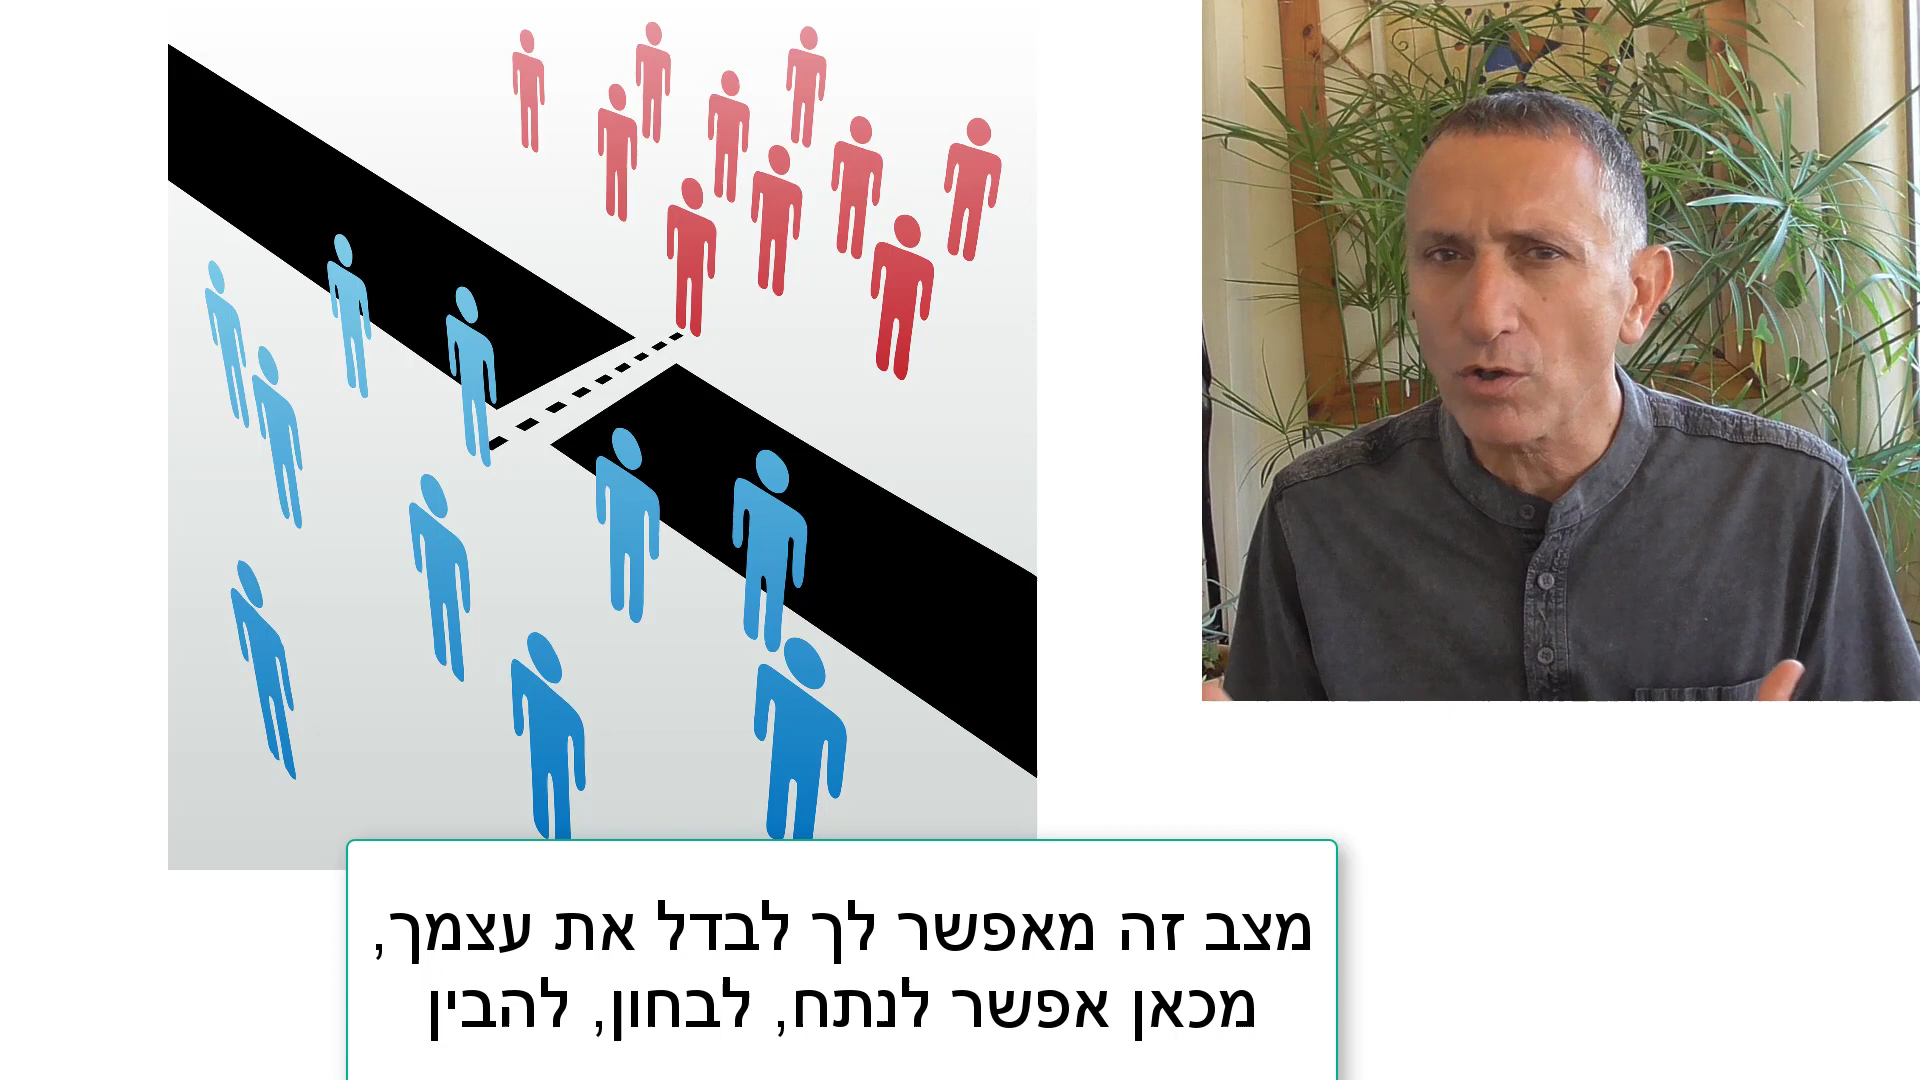 מצב זה מאפשר לך לבדל את עצמך,
מכאן אפשר לנתח, לבחון, להבין